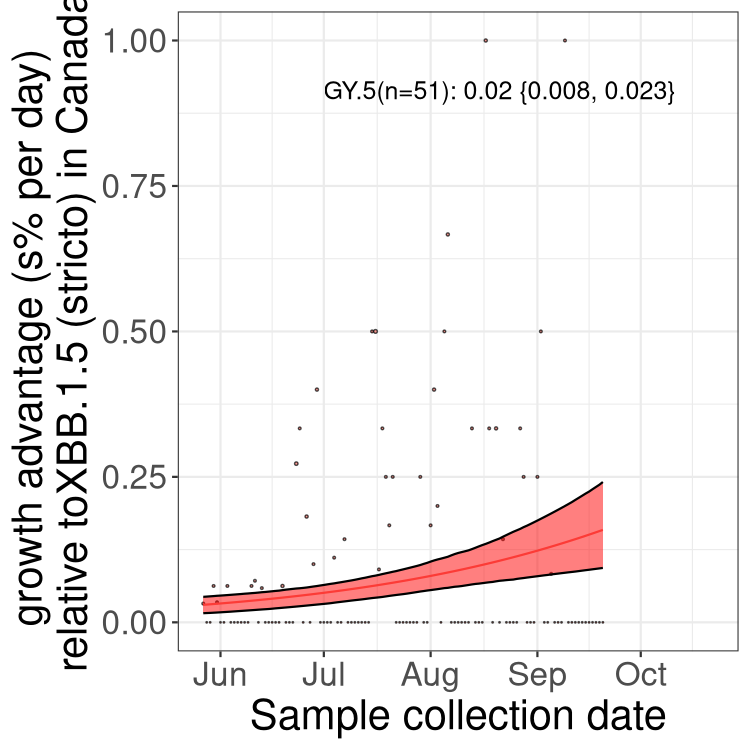 growth advantage (s% per day)
relative toXBB.1.5 (stricto) in Canada
1.00
0.75
0.50
0.25
0.00
GY.5(n=51): 0.02 {0.008, 0.023}
Jun Jul Aug Sep Oct
Sample collection date